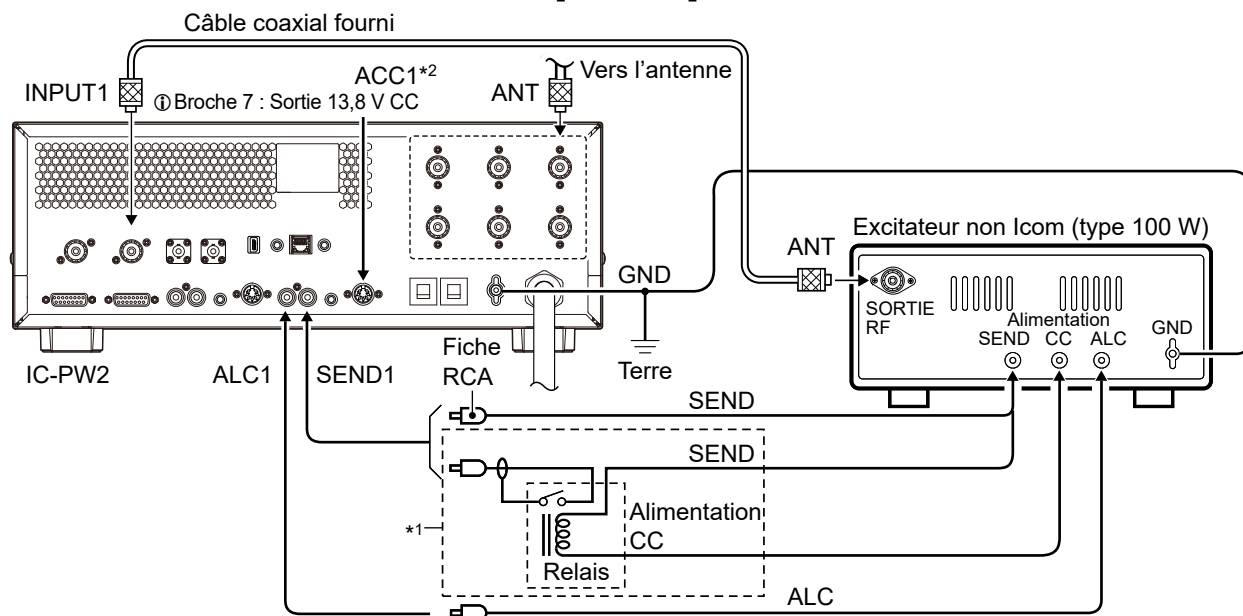 Câble coaxial fourni
INPUT1
ACC1*2
ⓘ Broche 7 : Sortie 13,8 V CC
ANT
Vers l'antenne
Excitateur non Icom (type 100 W)
ANT
GND
SORTIE
RF
Alimentation
SEND CC ALC
GND
Terre
IC-PW2
ALC1
SEND1
Fiche
RCA
SEND
SEND
*1
Alimentation
CC
Relais
ALC